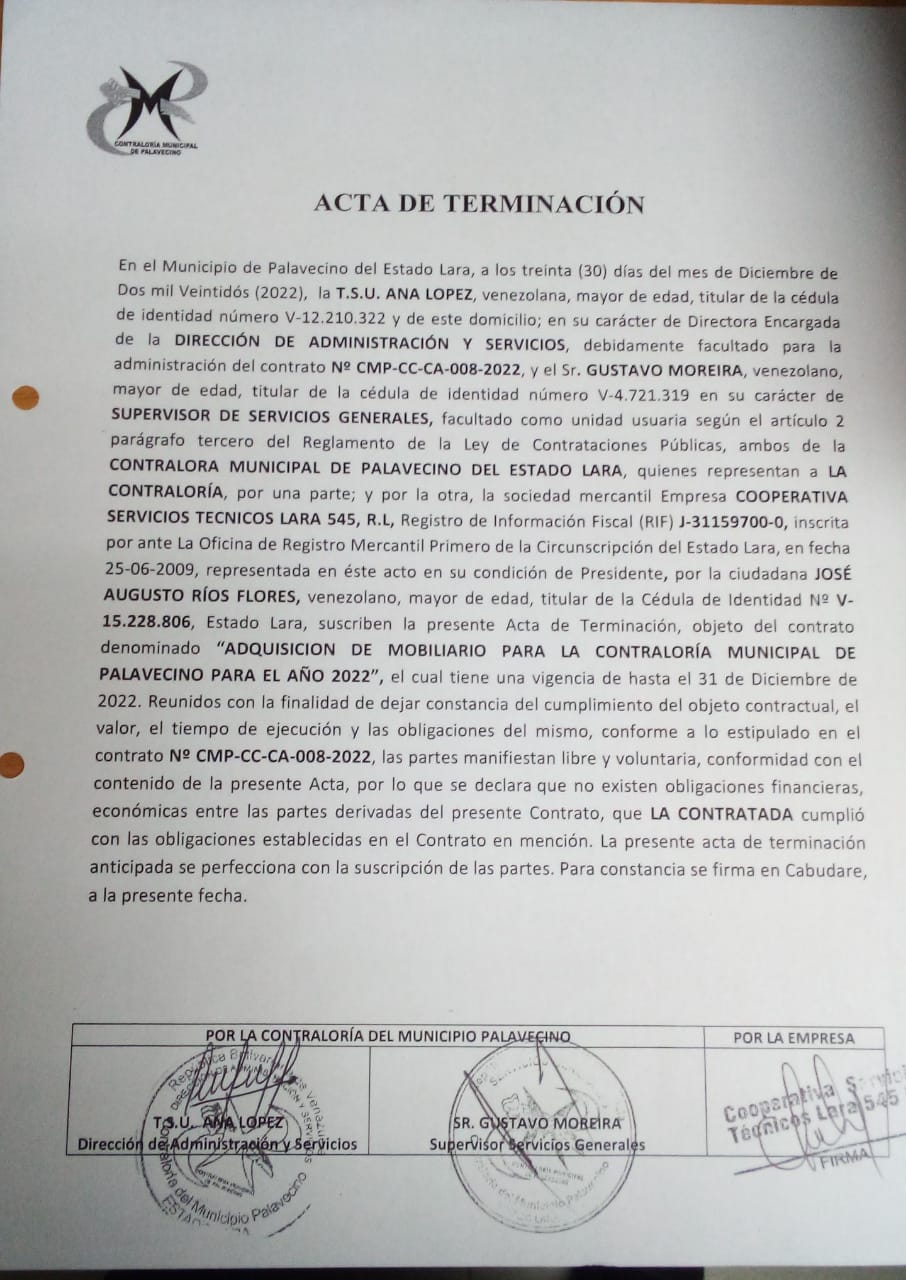 CONTRALORÍA MUNICIPAL
DE PALAVECINO
ACTA DE TERMINACIÓN
En el Municipio de Palavecino del Estado Lara, a los treinta (30) días del mes de Diciembre de
Dos mil Veintidós (2022), la T.S.U. ANA LOPEZ, venezolana, mayor de edad, titular de la cédula
de identidad número V-12.210.322 y de este domicilio; en su carácter de Directora Encargada
de la DIRECCIÓN DE ADMINISTRACIÓN Y SERVICIOS, debidamente facultado para la
administración del contrato Nº CMP-CC-CA-008-2022, y el Sr. GUSTAVO MOREIRA, venezolano,
mayor de edad, titular de la cédula de identidad número V-4.721.319 en su carácter de
SUPERVISOR DE SERVICIOS GENERALES, facultado como unidad usuaria según el artículo 2
parágrafo tercero del Reglamento de la Ley de Contrataciones Públicas, ambos de la
CONTRALORA MUNICIPAL DE PALAVECINO DEL ESTADO LARA, quienes representan a LA
CONTRALORÍA, por una parte; y por la otra, la sociedad mercantil Empresa COOPERATIVA
SERVICIOS TECNICOS LARA 545, R.L, Registro de Información Fiscal (RIF) J-31159700-0, inscrita
por ante La Oficina de Registro Mercantil Primero de la Circunscripción del Estado Lara, en fecha
25-06-2009, representada en éste acto en su condición de Presidente, por la ciudadana JOSÉ
AUGUSTO RÍOS FLORES, venezolano, mayor de edad, titular de la Cédula de Identidad Nº V-
15.228.806, Estado Lara, suscriben la presente Acta de Terminación, objeto del contrato
denominado “ADQUISICION DE MOBILIARIO PARA LA CONTRALORÍA MUNICIPAL DE
PALAVECINO PARA EL AÑO 2022”, el cual tiene una vigencia de hasta el 31 de Diciembre de
2022. Reunidos con la finalidad de dejar constancia del cumplimiento del objeto contractual, el
valor, el tiempo de ejecución y las obligaciones del mismo, conforme a lo estipulado en el
contrato Nº CMP-CC-CA-008-2022, las partes manifiestan libre y voluntaria, conformidad con el
contenido de la presente Acta, por lo que se declara que no existen obligaciones financieras,
económicas entre las partes derivadas del presente Contrato, que LA CONTRATADA cumplió
con las obligaciones establecidas en el Contrato en mención. La presente acta de terminación
anticipada se perfecciona con la suscripción de las partes. Para constancia se firma en Cabudare,
a la presente fecha.
POR LA CONTRALORÍA DEL MUNICIPIO PALAVECINO
POR LA EMPRESA
T.S.U. ANA LOPEZ
Dirección de Administración y Servicios
SR. GUSTAVO MOREIRA
Supervisor Servicios Generales
Cooperativa
Técnicos Lara 545
FIRMA
República
Contraloría del Municipio Palavecino